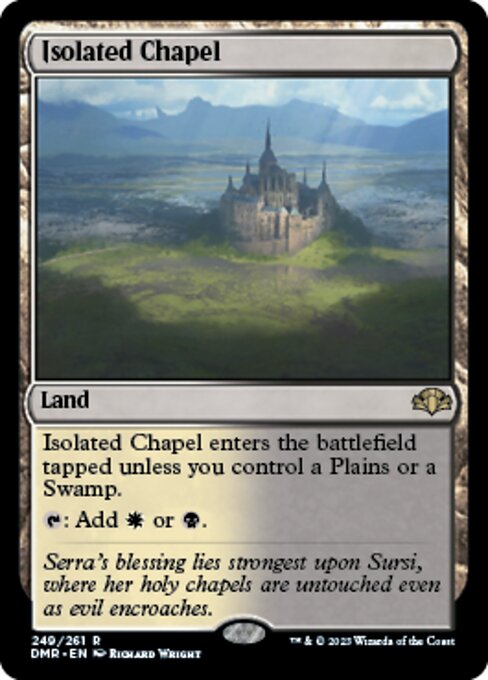 Isolated Chapel
Land
Isolated Chapel enters the battlefield
tapped unless you control a Plains or a
Swamp.
: Add or .
Serra's blessing lies strongest upon Sursi,
where her holy chapels are untouched even
as evil encroaches.
249/261 R
DMR • EN Richard Wright
™ & © 2023 Wizards of the Coast